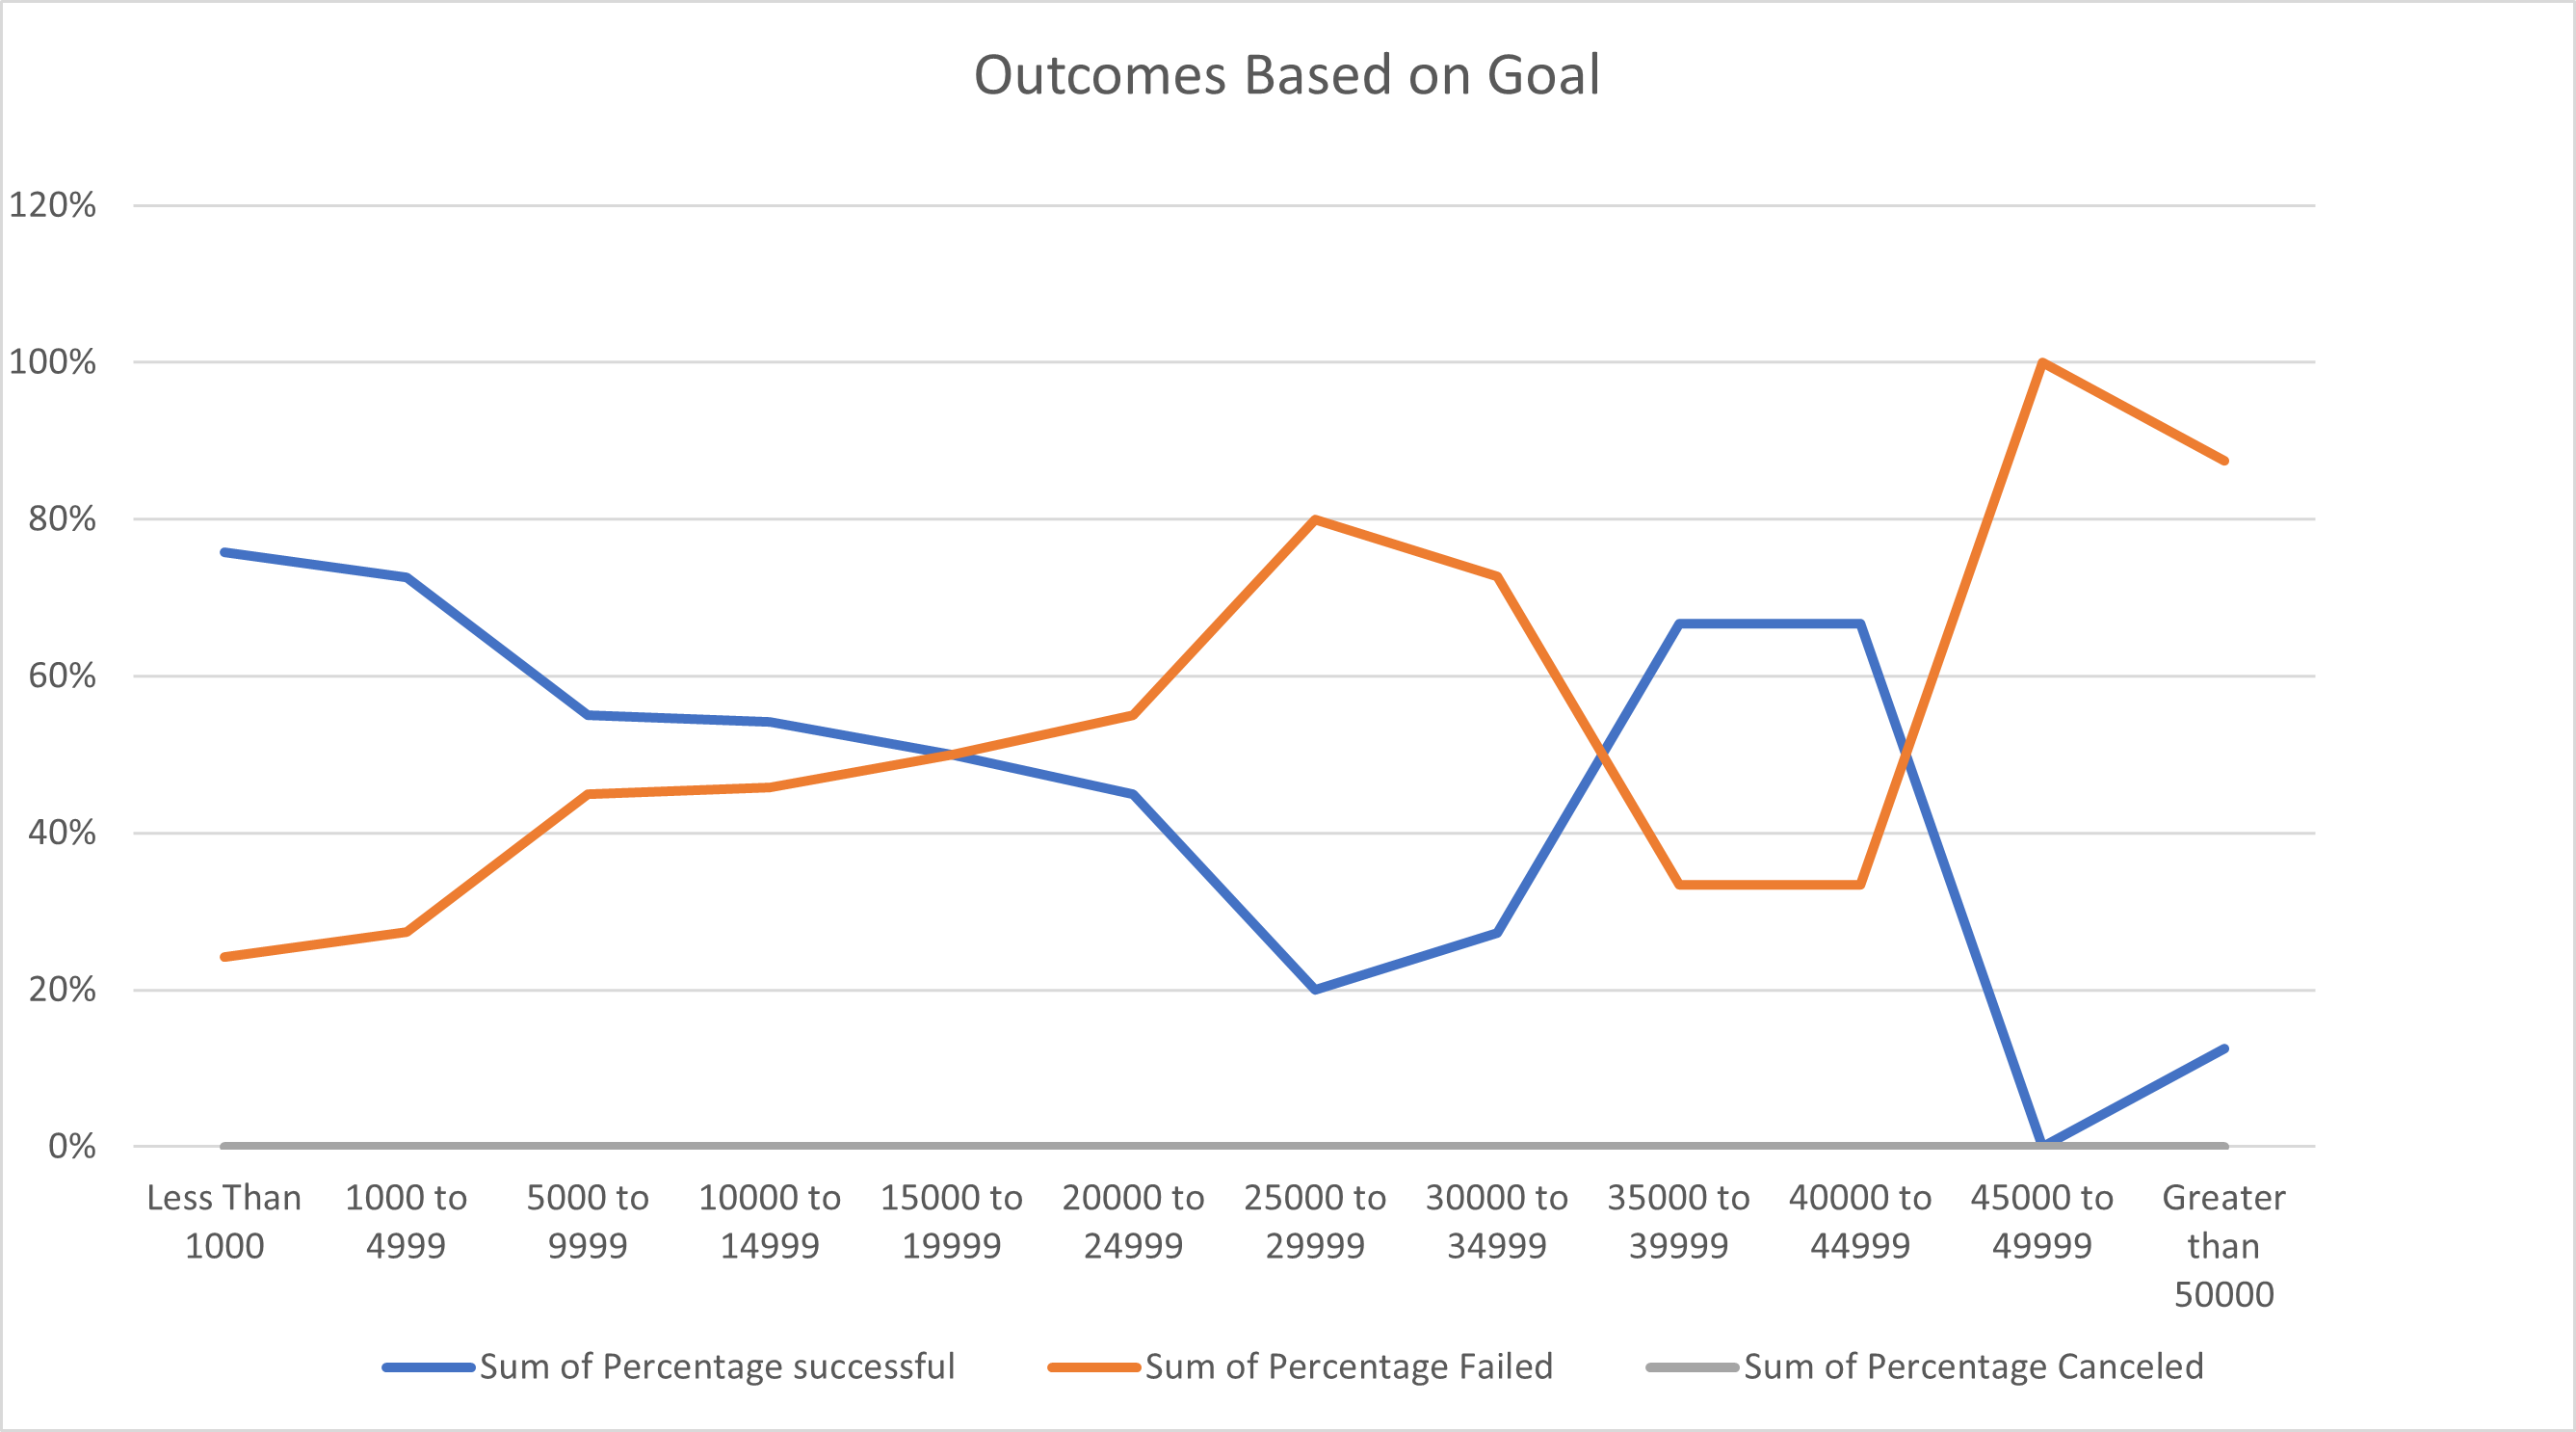 Outcomes Based on Goal
120%
100%
80%
60%
40%
20%
0%
Less Than
1000
1000 to
4999
5000 to
9999
10000 to
14999
15000 to
19999
20000 to
24999
25000 to
29999
30000 to
34999
35000 to
39999
40000 to
44999
45000 to
49999
Greater
than
50000
Sum of Percentage successful
Sum of Percentage Failed
Sum of Percentage Canceled